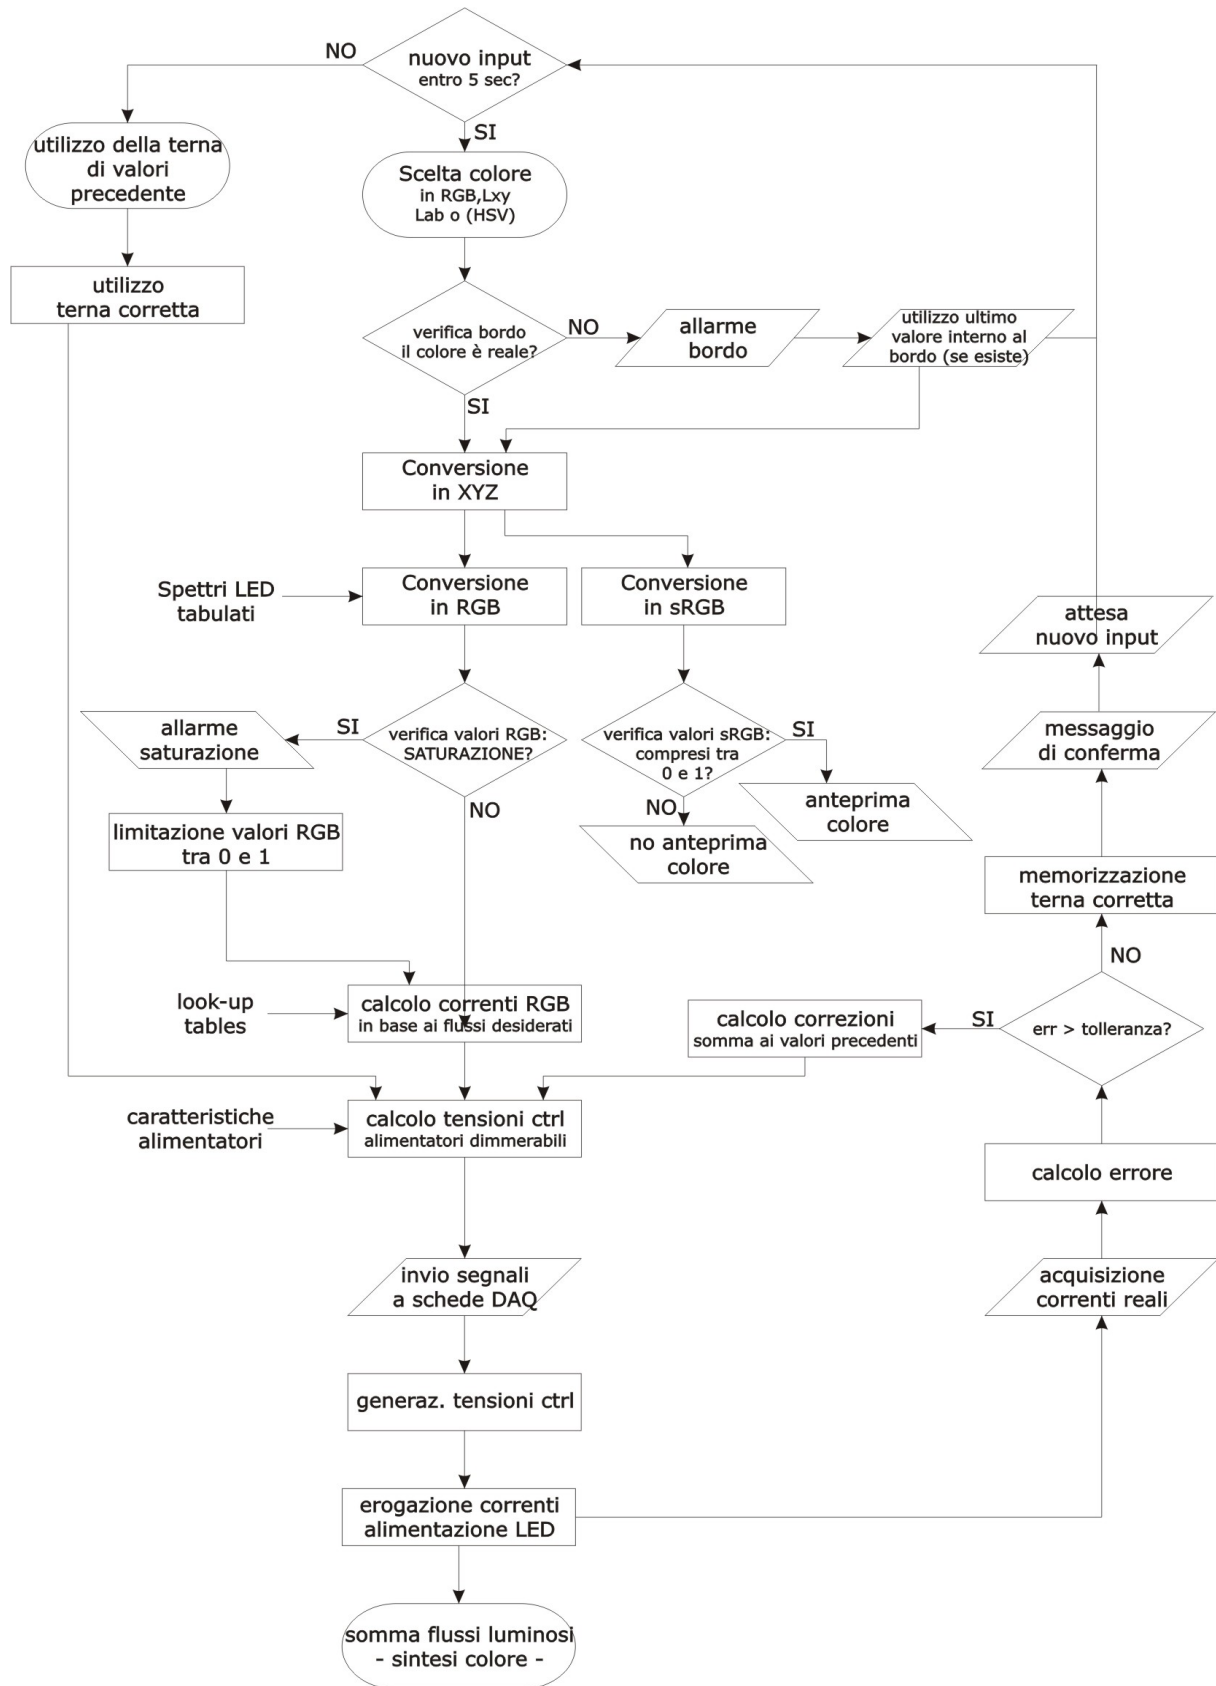 NO
nuovo input
entro 5 sec?
SI
utilizzo della terna
di valori
precedente
Scelta colore
in RGB,Lxy
Lab o (HSV)
utilizzo
terna corretta
verifica bordo
il colore è reale?
NO
allarme
bordo
utilizzo ultimo
valore interno al
bordo (se esiste)
SI
Conversione
in XYZ
Spettri LED
tabulati
Conversione
in RGB
Conversione
in sRGB
attesa
nuovo input
allarme
saturazione
SI
verifica valori RGB:
SATURAZIONE?
verifica valori sRGB:
compresi tra
0 e 1?
SI
messaggio
di conferma
NO
NO
anteprima
colore
limitazione valori RGB
tra 0 e 1
no anteprima
colore
memorizzazione
terna corretta
NO
look-up
tables
calcolo correnti RGB
in base ai flussi desiderati
calcolo correzioni
somma ai valori precedenti
SI
err > tolleranza?
caratteristiche
alimentatori
calcolo tensioni ctrl
alimentatori dimmerabili
calcolo errore
invio segnali
a schede DAQ
acquisizione
correnti reali
generaz. tensioni ctrl
erogazione correnti
alimentazione LED
somma flussi luminosi
- sintesi colore -